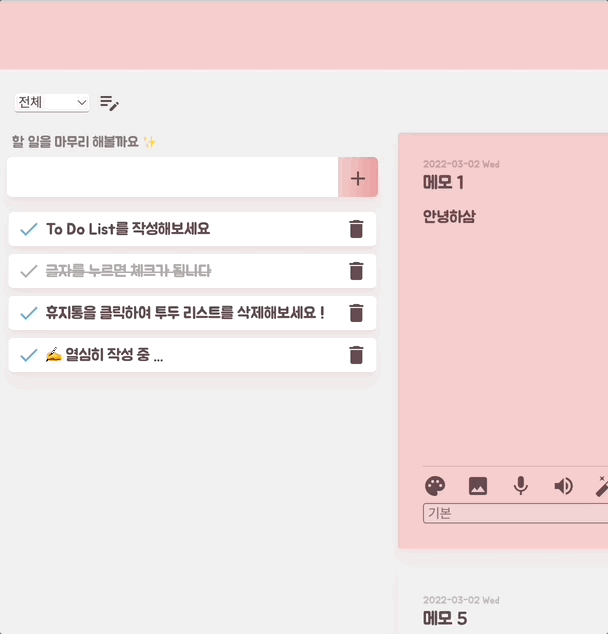 전체
할 일을 마무리 해볼까요 ✨
To Do List를 작성해보세요
글자를 누르면 체크가 됩니다
휴지통을 클릭하여 투두 리스트를 삭제해보세요 !
✍️ 열심히 작성 중 ...
2022-03-02 Wed
메모 1
안녕하삼
기본
2022-03-02 Wed
메모 5